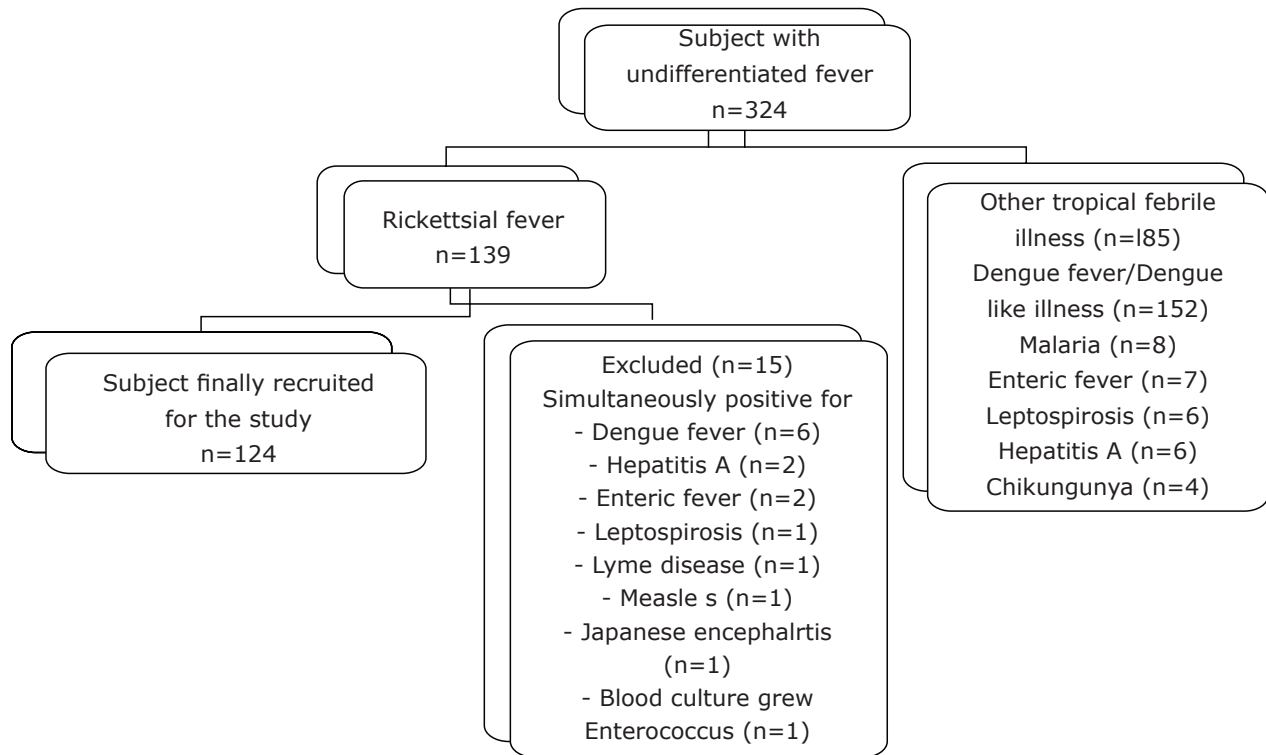 Subject with
undifferentiated fever
n=324
Rickettsial fever
n=139
Other tropical febrile
illness (n=l85)
Dengue fever/Dengue
like illness (n=152)
Malaria (n=8)
Enteric fever (n=7)
Leptospirosis (n=6)
Hepatitis A (n=6)
Chikungunya (n=4)
Subject finally recruited
for the study
n=124
Excluded (n=15)
Simultaneously positive for
- Dengue fever (n=6)
- Hepatitis A (n=2)
- Enteric fever (n=2)
- Leptospirosis (n=1)
- Lyme disease (n=1)
- Measle s (n=1)
- Japanese encephalrtis
(n=1)
- Blood culture grew
Enterococcus (n=1)